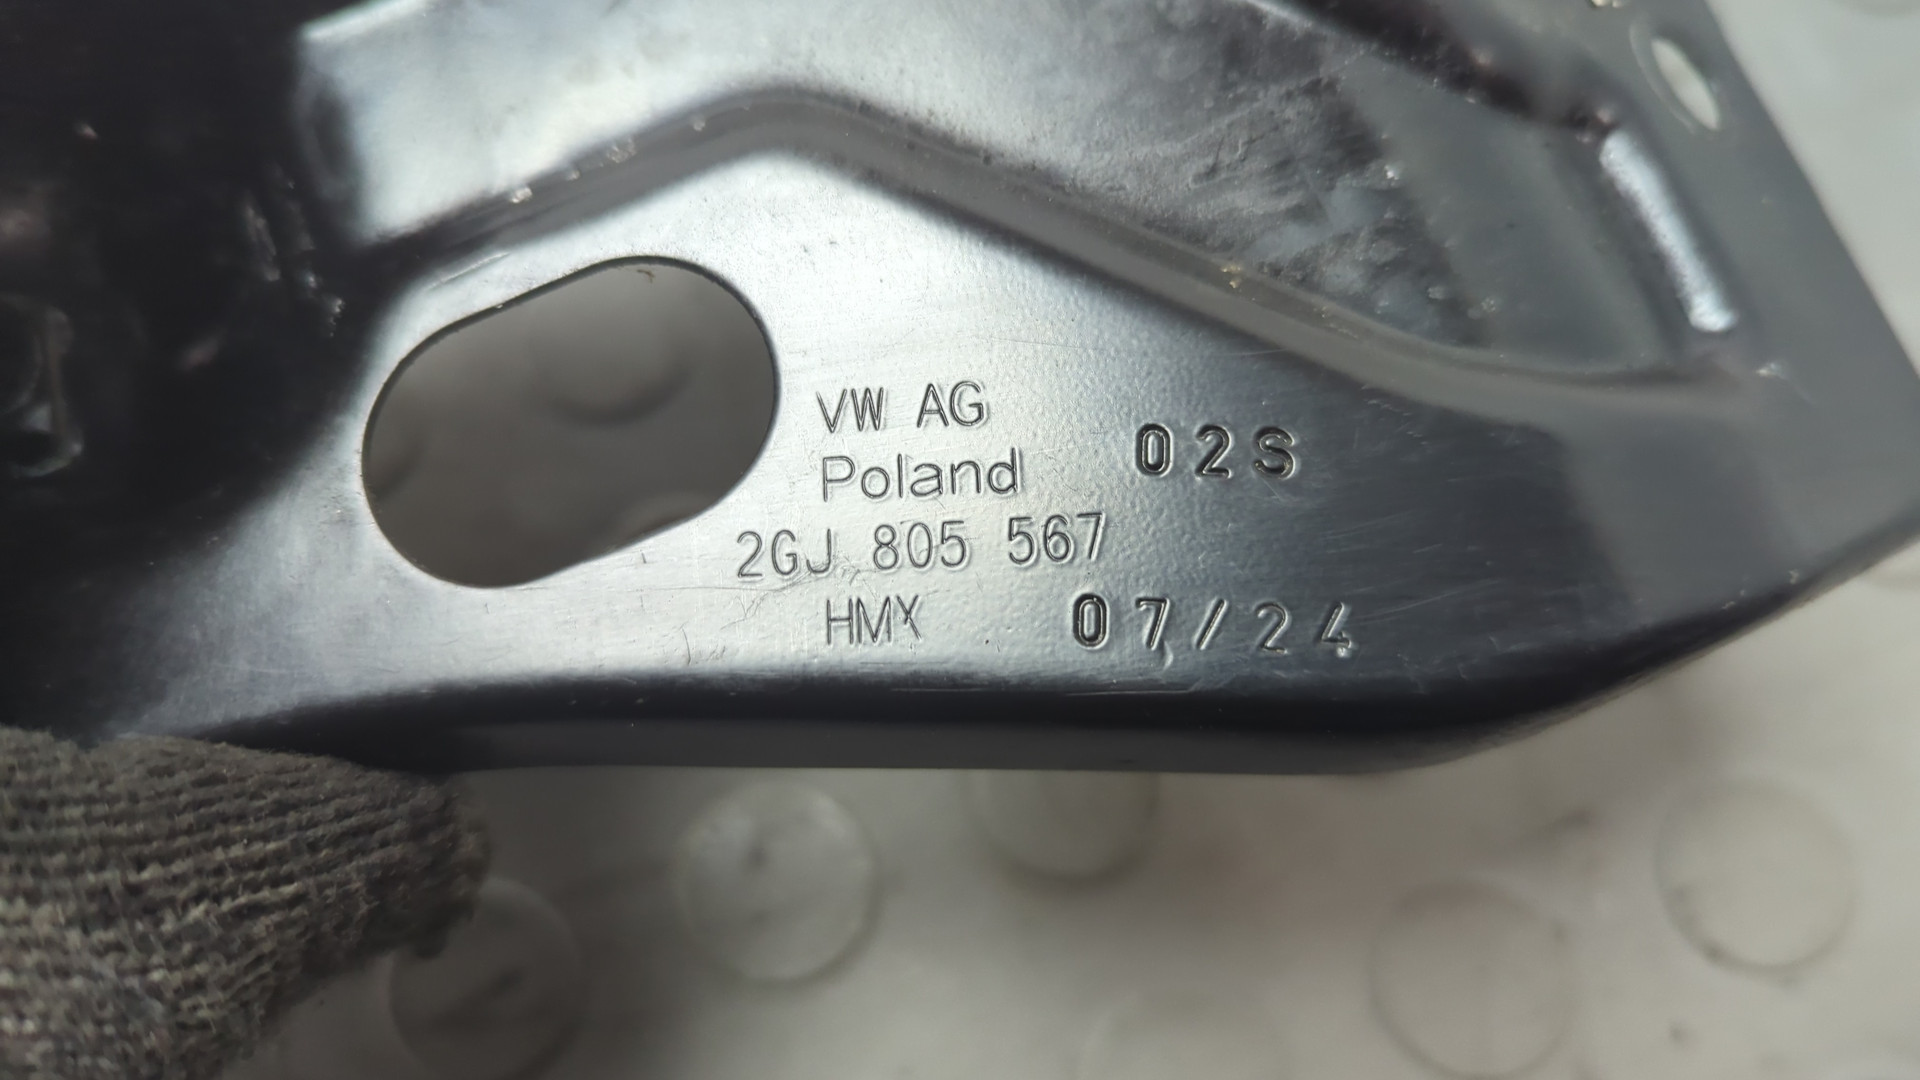 VW AG
Poland 02S
2GJ 805 567
HMX 07/24